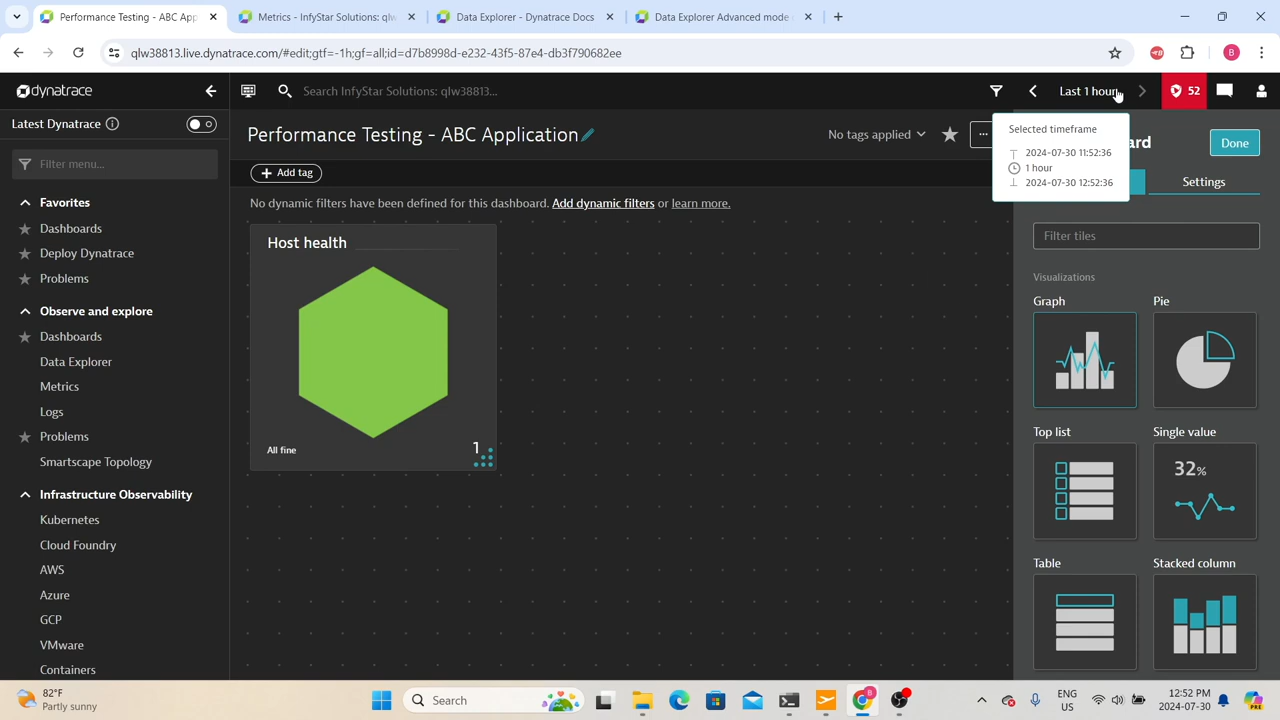 Performance Testing - ABC App
Metrics - InfyStar Solutions: qlw
Data Explorer - Dynatrace Docs
Data Explorer Advanced mode
qlw38813.live.dynatrace.com/#edit;gtf=-1h;gf=all;id=d7b8998d-e232-43f5-87e4-db3f790682ee
dynatrace
Search InfyStar Solutions: qlw38813...
Last 1 hour
52
Latest Dynatrace
Filter menu...
Favorites
Dashboards
Deploy Dynatrace
Problems
Observe and explore
Dashboards
Data Explorer
Metrics
Logs
Problems
Smartscape Topology
Infrastructure Observability
Kubernetes
Cloud Foundry
AWS
Azure
GCP
VMware
Containers
Performance Testing - ABC Application
No tags applied
...
Add tag
No dynamic filters have been defined for this dashboard. Add dynamic filters or learn more.
Host health
All fine
1
Selected timeframe
2024-07-30 11:52:36
1 hour
2024-07-30 12:52:36
ard
Done
Settings
Filter tiles
Visualizations
Graph
Pie
Top list
Single value
32%
Table
Stacked column
82°F
Partly sunny
Search
ENG
US
12:52 PM
2024-07-30